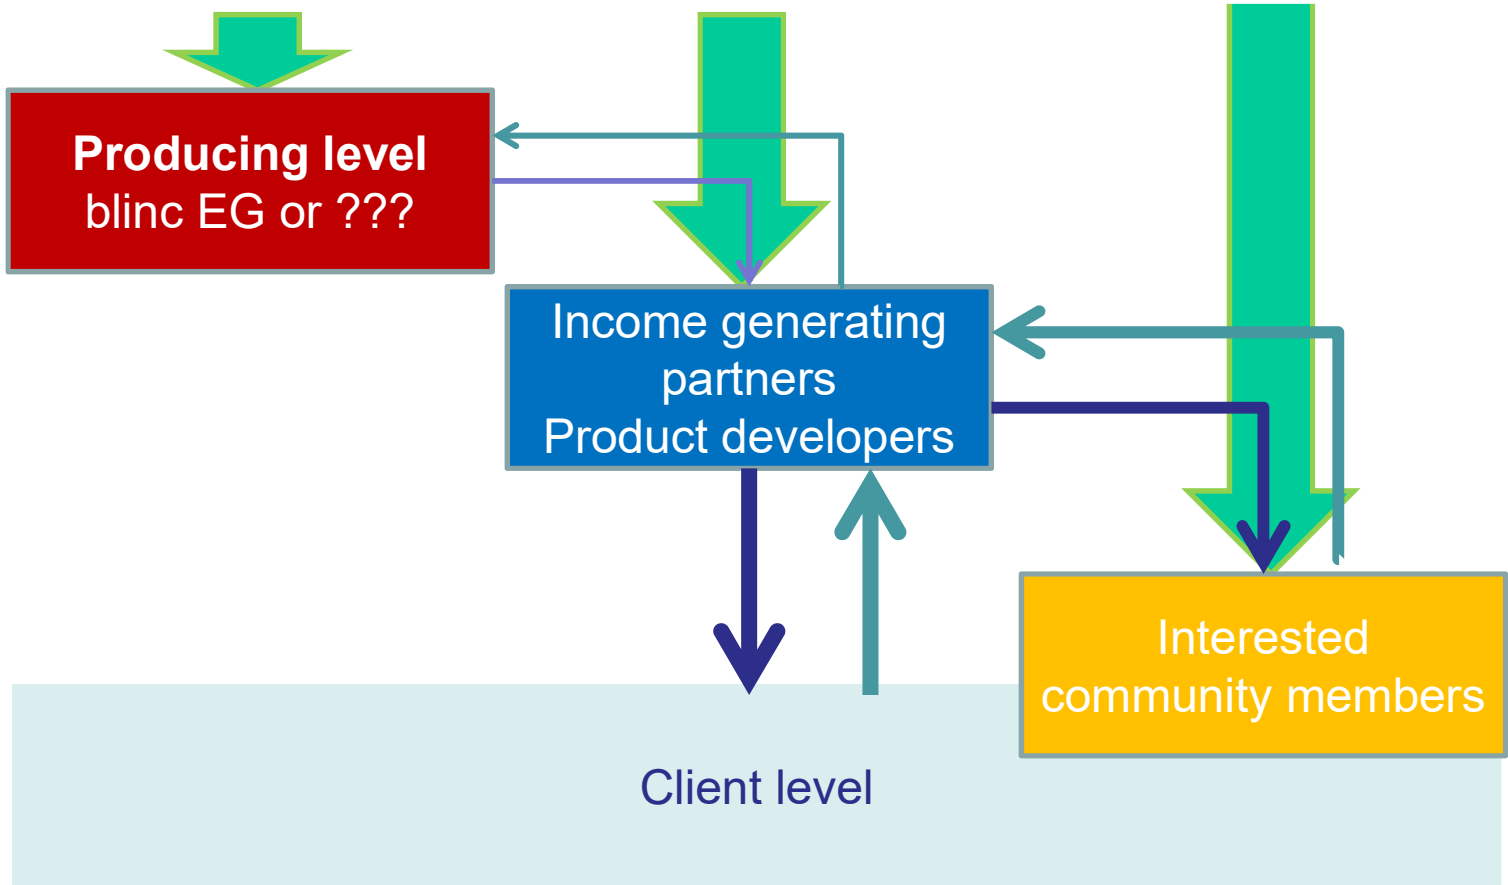 Producing level
blinc EG or ???
Income generating
partners
Product developers
Interested
community members
Client level